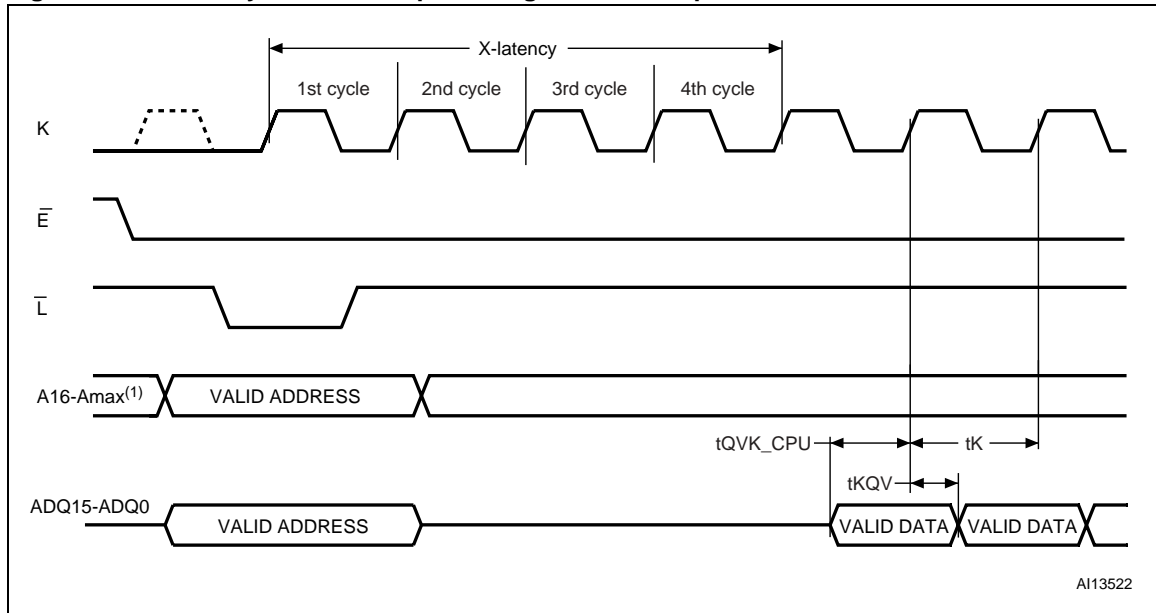 X-latency
1st cycle 2nd cycle 3rd cycle 4th cycle
K
E
L
A16-Amax(1) VALID ADDRESS
tQVK_CPU tK
tKQV
ADQ15-ADQ0
VALID ADDRESS VALID DATA VALID DATA
AI13522